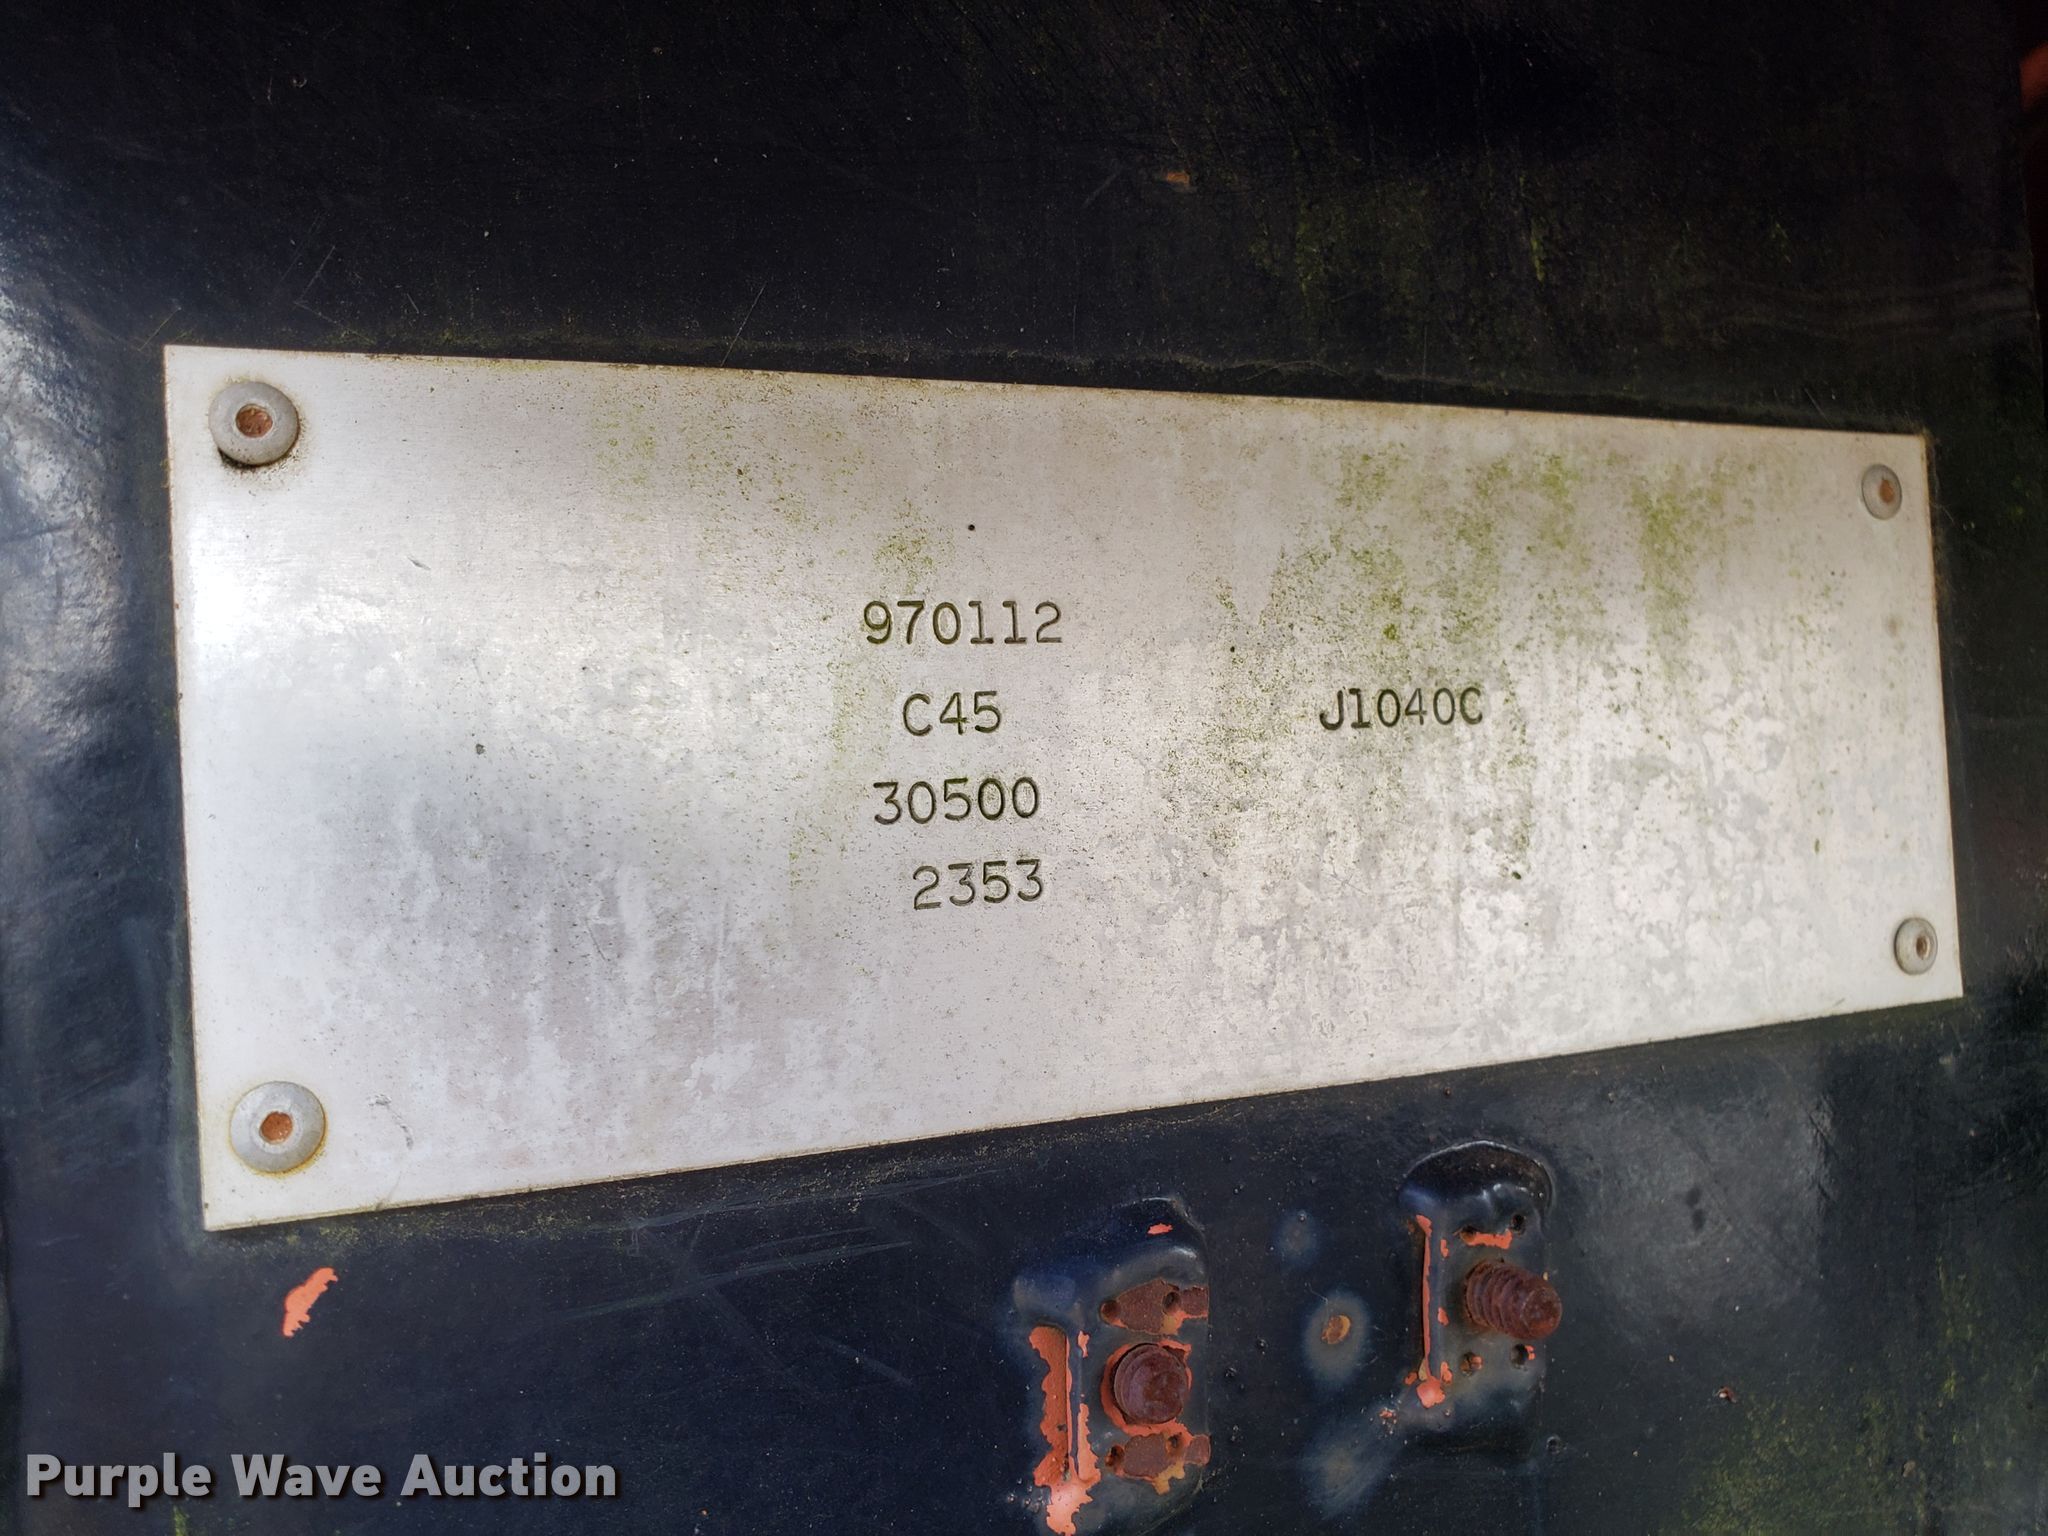 970112
C45 J1040C
30500
2353
Purple Wave Auction